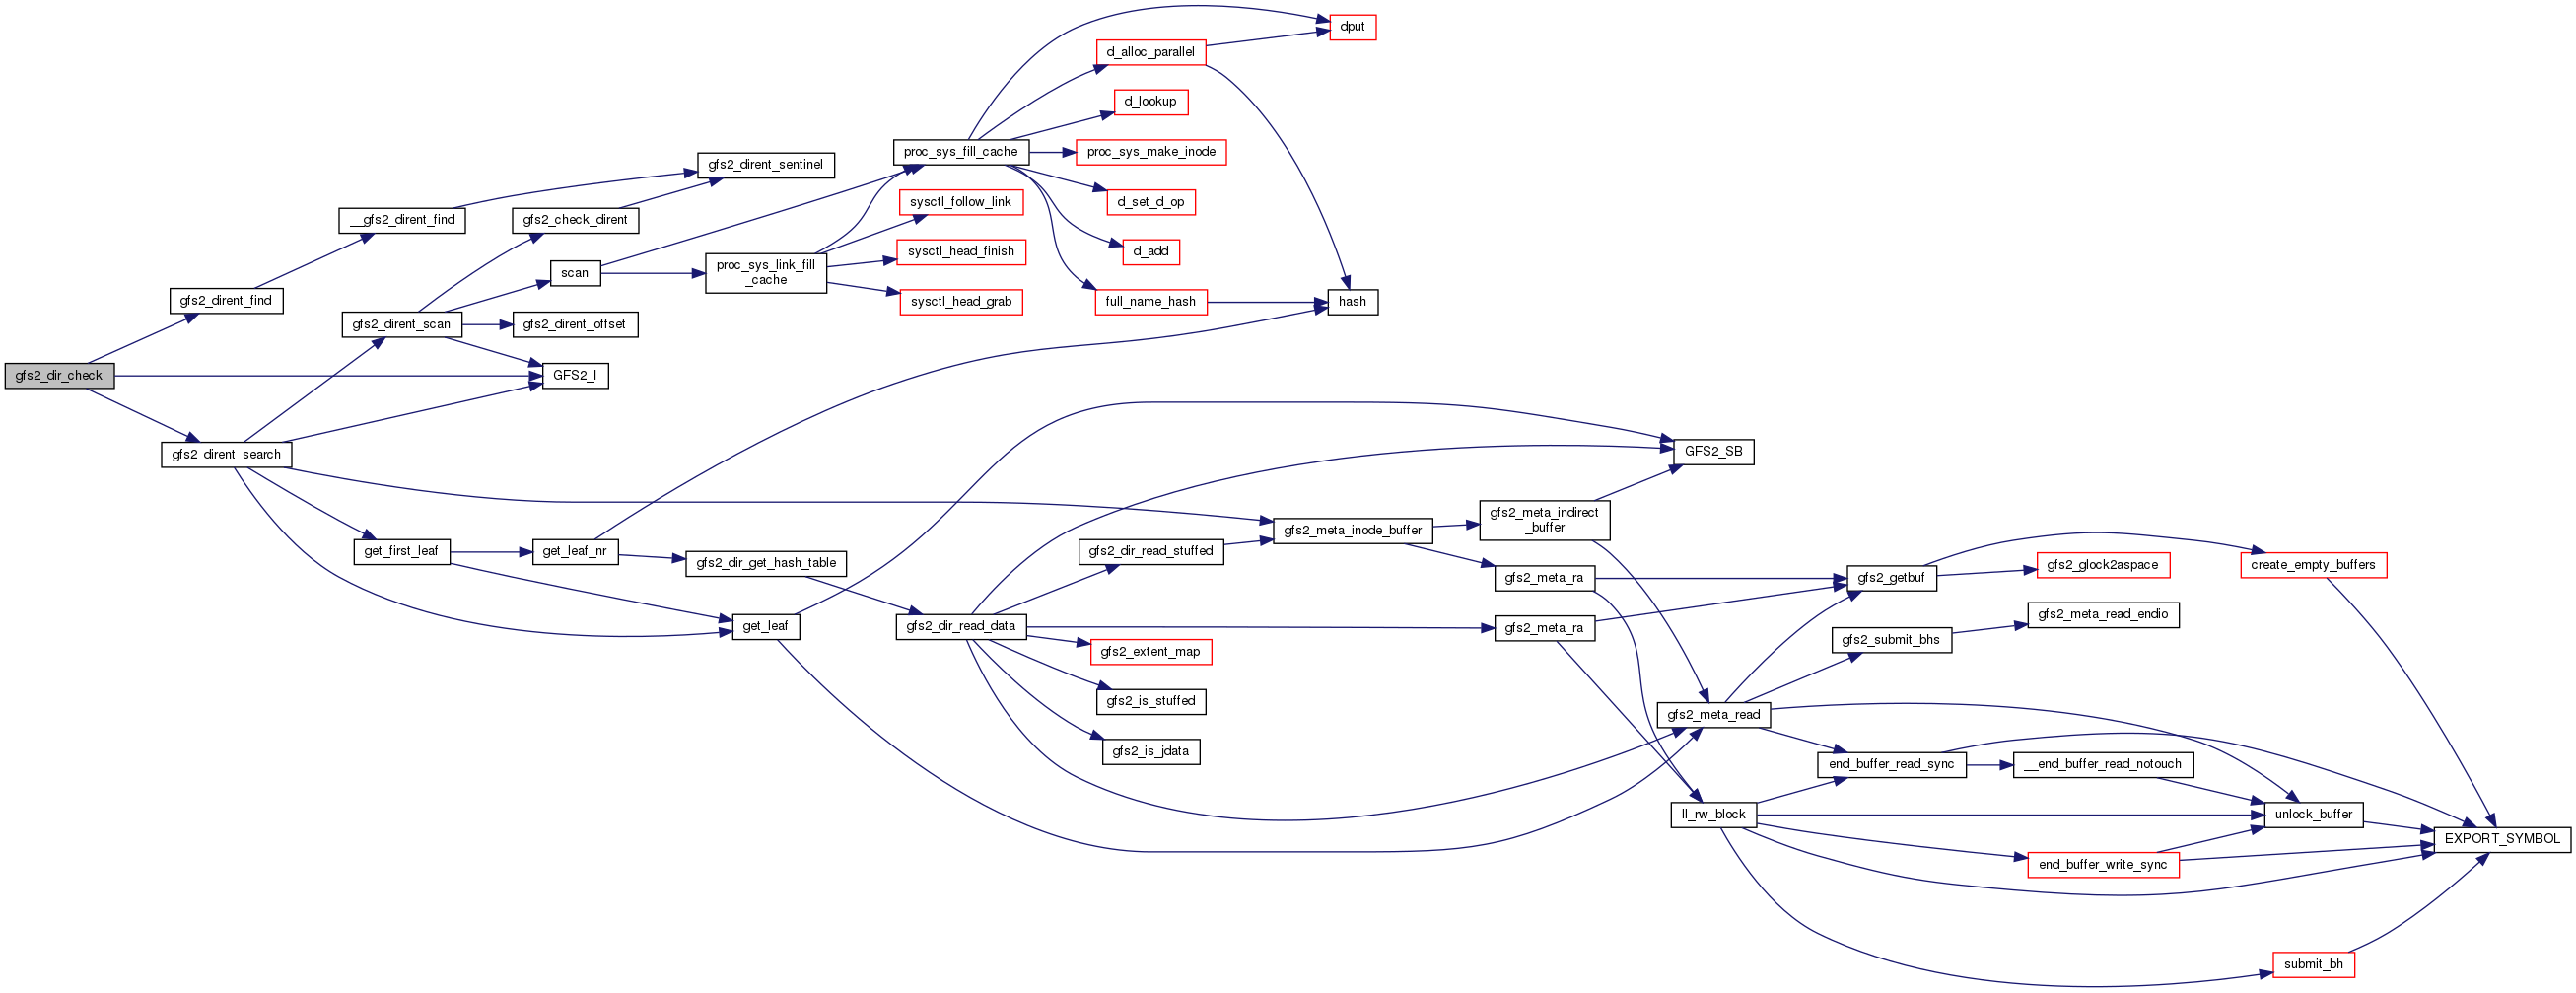 dput
d_alloc_parallel
d_lookup
proc_sys_fill_cache
proc_sys_make_inode
gfs2_dirent_sentinel
sysctl_follow_link
d_set_d_op
__gfs2_dirent_find
gfs2_check_dirent
sysctl_head_finish
d_add
scan
proc_sys_link_fill
_cache
gfs2_dirent_find
sysctl_head_grab
full_name_hash
hash
gfs2_dirent_scan
gfs2_dirent_offset
gfs2_dir_check
GFS2_I
gfs2_dirent_search
GFS2_SB
gfs2_meta_indirect
_buffer
gfs2_meta_inode_buffer
get_first_leaf
get_leaf_nr
gfs2_dir_read_stuffed
gfs2_dir_get_hash_table
gfs2_meta_ra
gfs2_getbuf
gfs2_glock2aspace
create_empty_buffers
get_leaf
gfs2_dir_read_data
gfs2_meta_ra
gfs2_submit_bhs
gfs2_meta_read_endio
gfs2_extent_map
gfs2_is_stuffed
gfs2_meta_read
gfs2_is_jdata
end_buffer_read_sync
__end_buffer_read_notouch
ll_rw_block
unlock_buffer
EXPORT_SYMBOL
end_buffer_write_sync
submit_bh